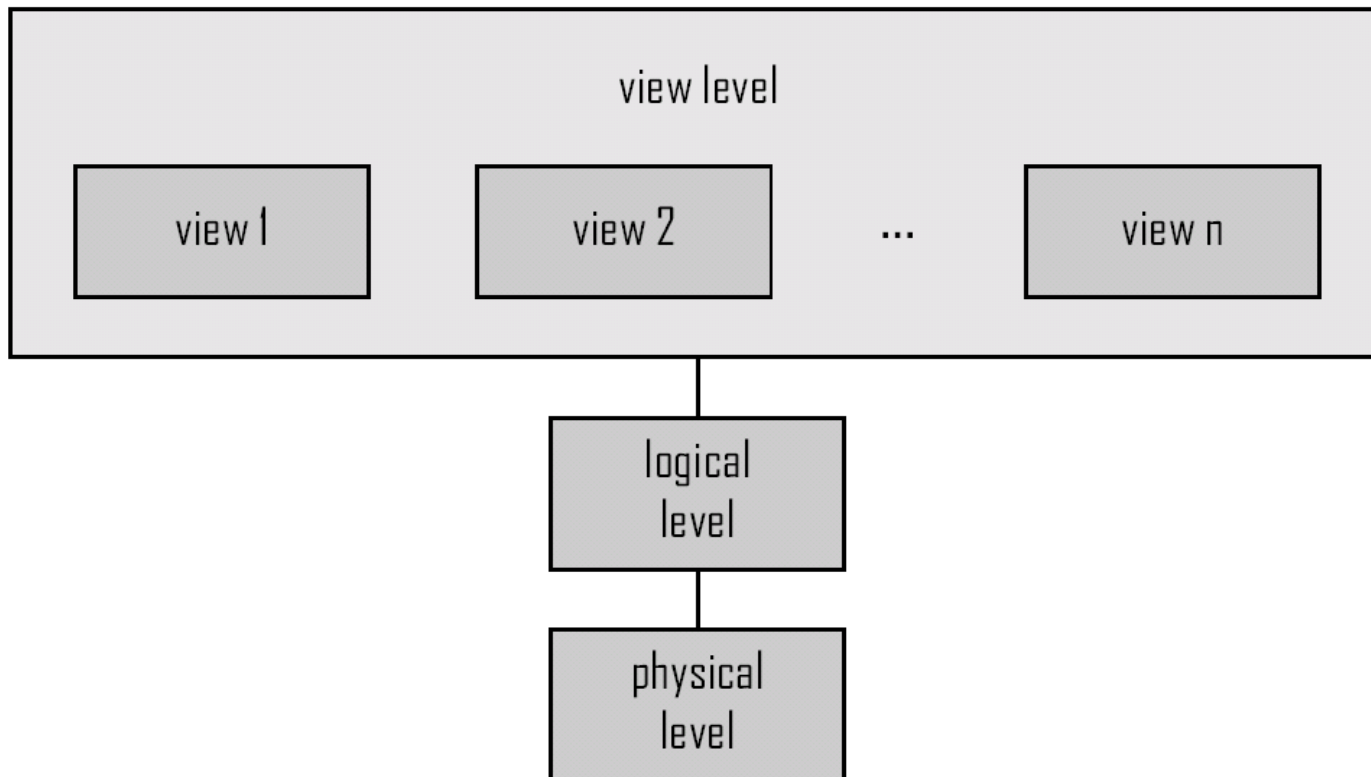 view level
view 1 view 2 ... view n
logical
level
physical
level